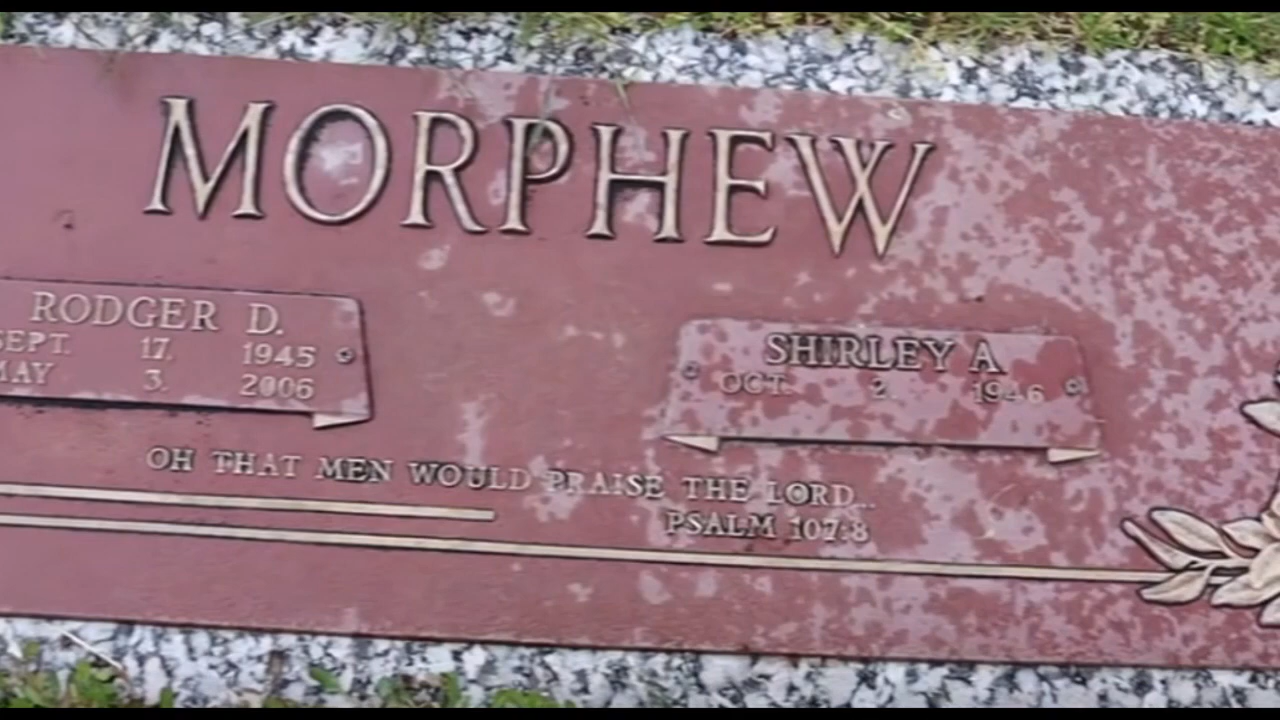 MORPHEW
RODGER D.
SEPT. 17. 1945
MAY 3. 2006
SHIRLEY A
OCT. 2. 1946
OH THAT MEN WOULD PRAISE THE LORD...
PSALM 107:8